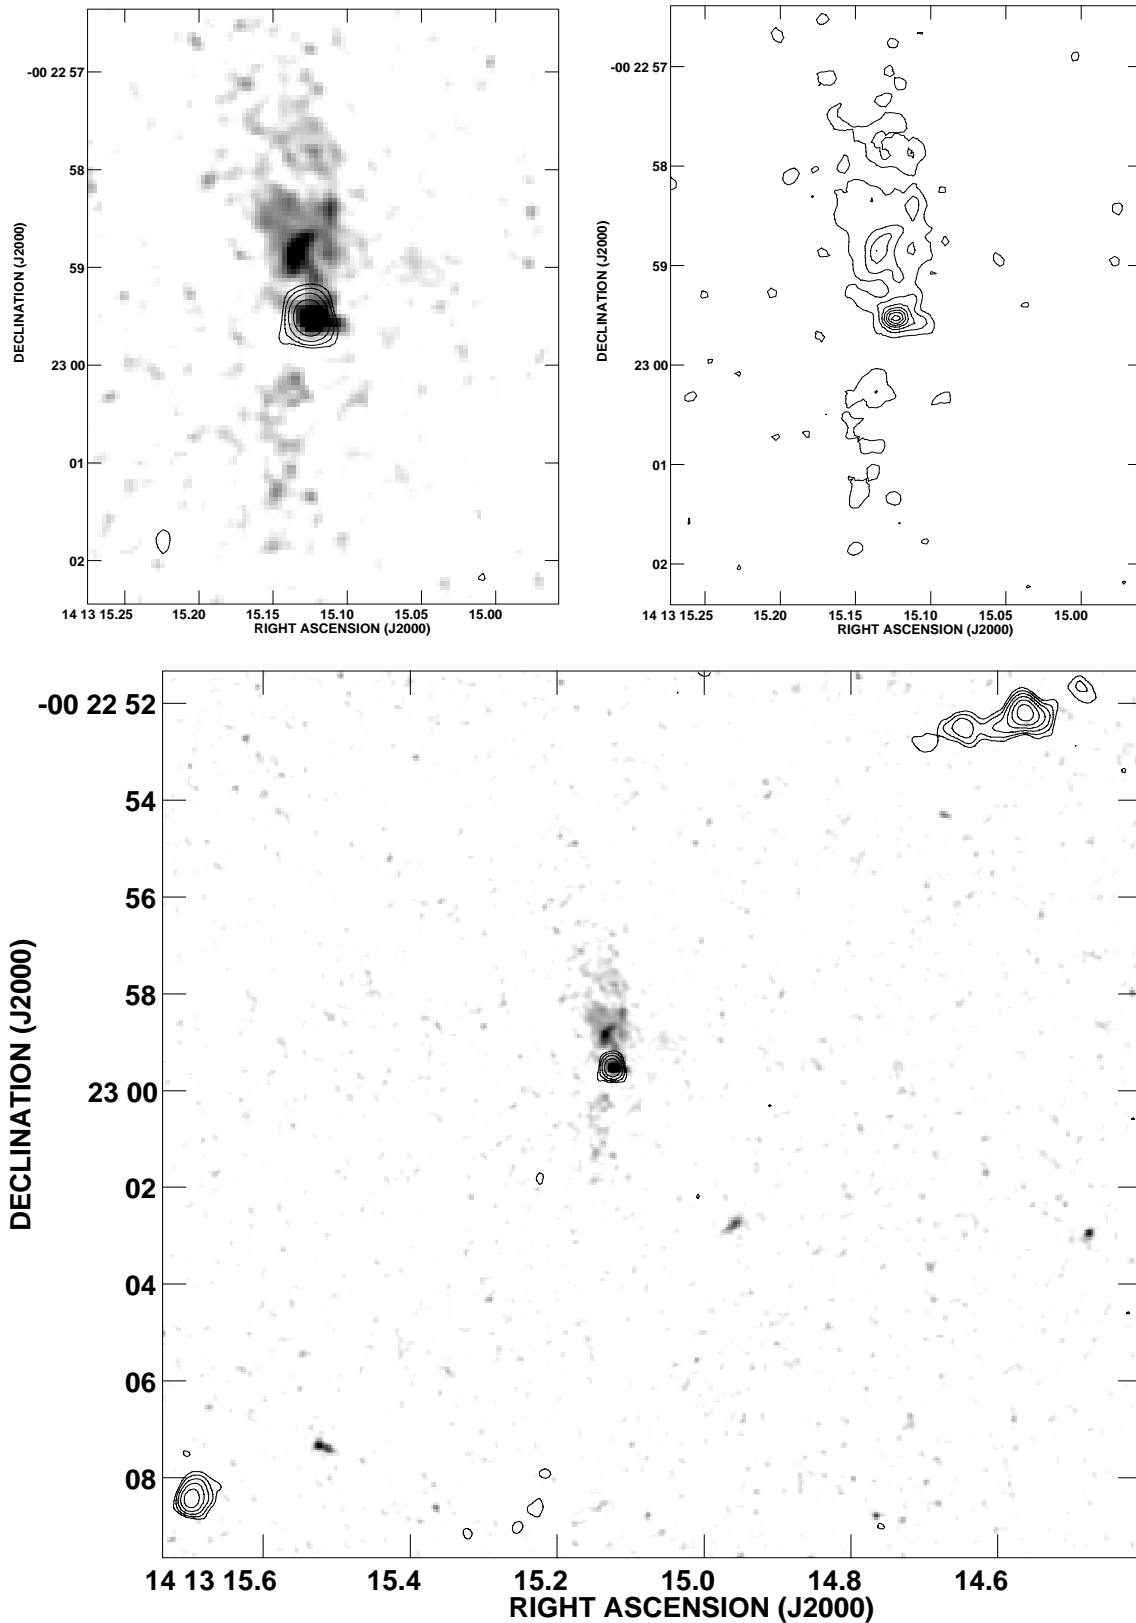 -00 22 57
58
59
23 00
01
02
DECLINATION (J2000)
14 13 15.25
15.20
15.15
15.10
15.05
15.00
RIGHT ASCENSION (J2000)
-00 22 57
58
59
23 00
01
02
DECLINATION (J2000)
14 13 15.25
15.20
15.15
15.10
15.05
15.00
RIGHT ASCENSION (J2000)
-00 22 52
54
56
58
23 00
02
04
06
08
DECLINATION (J2000)
14 13 15.6
15.4
15.2
15.0
14.8
14.6
RIGHT ASCENSION (J2000)